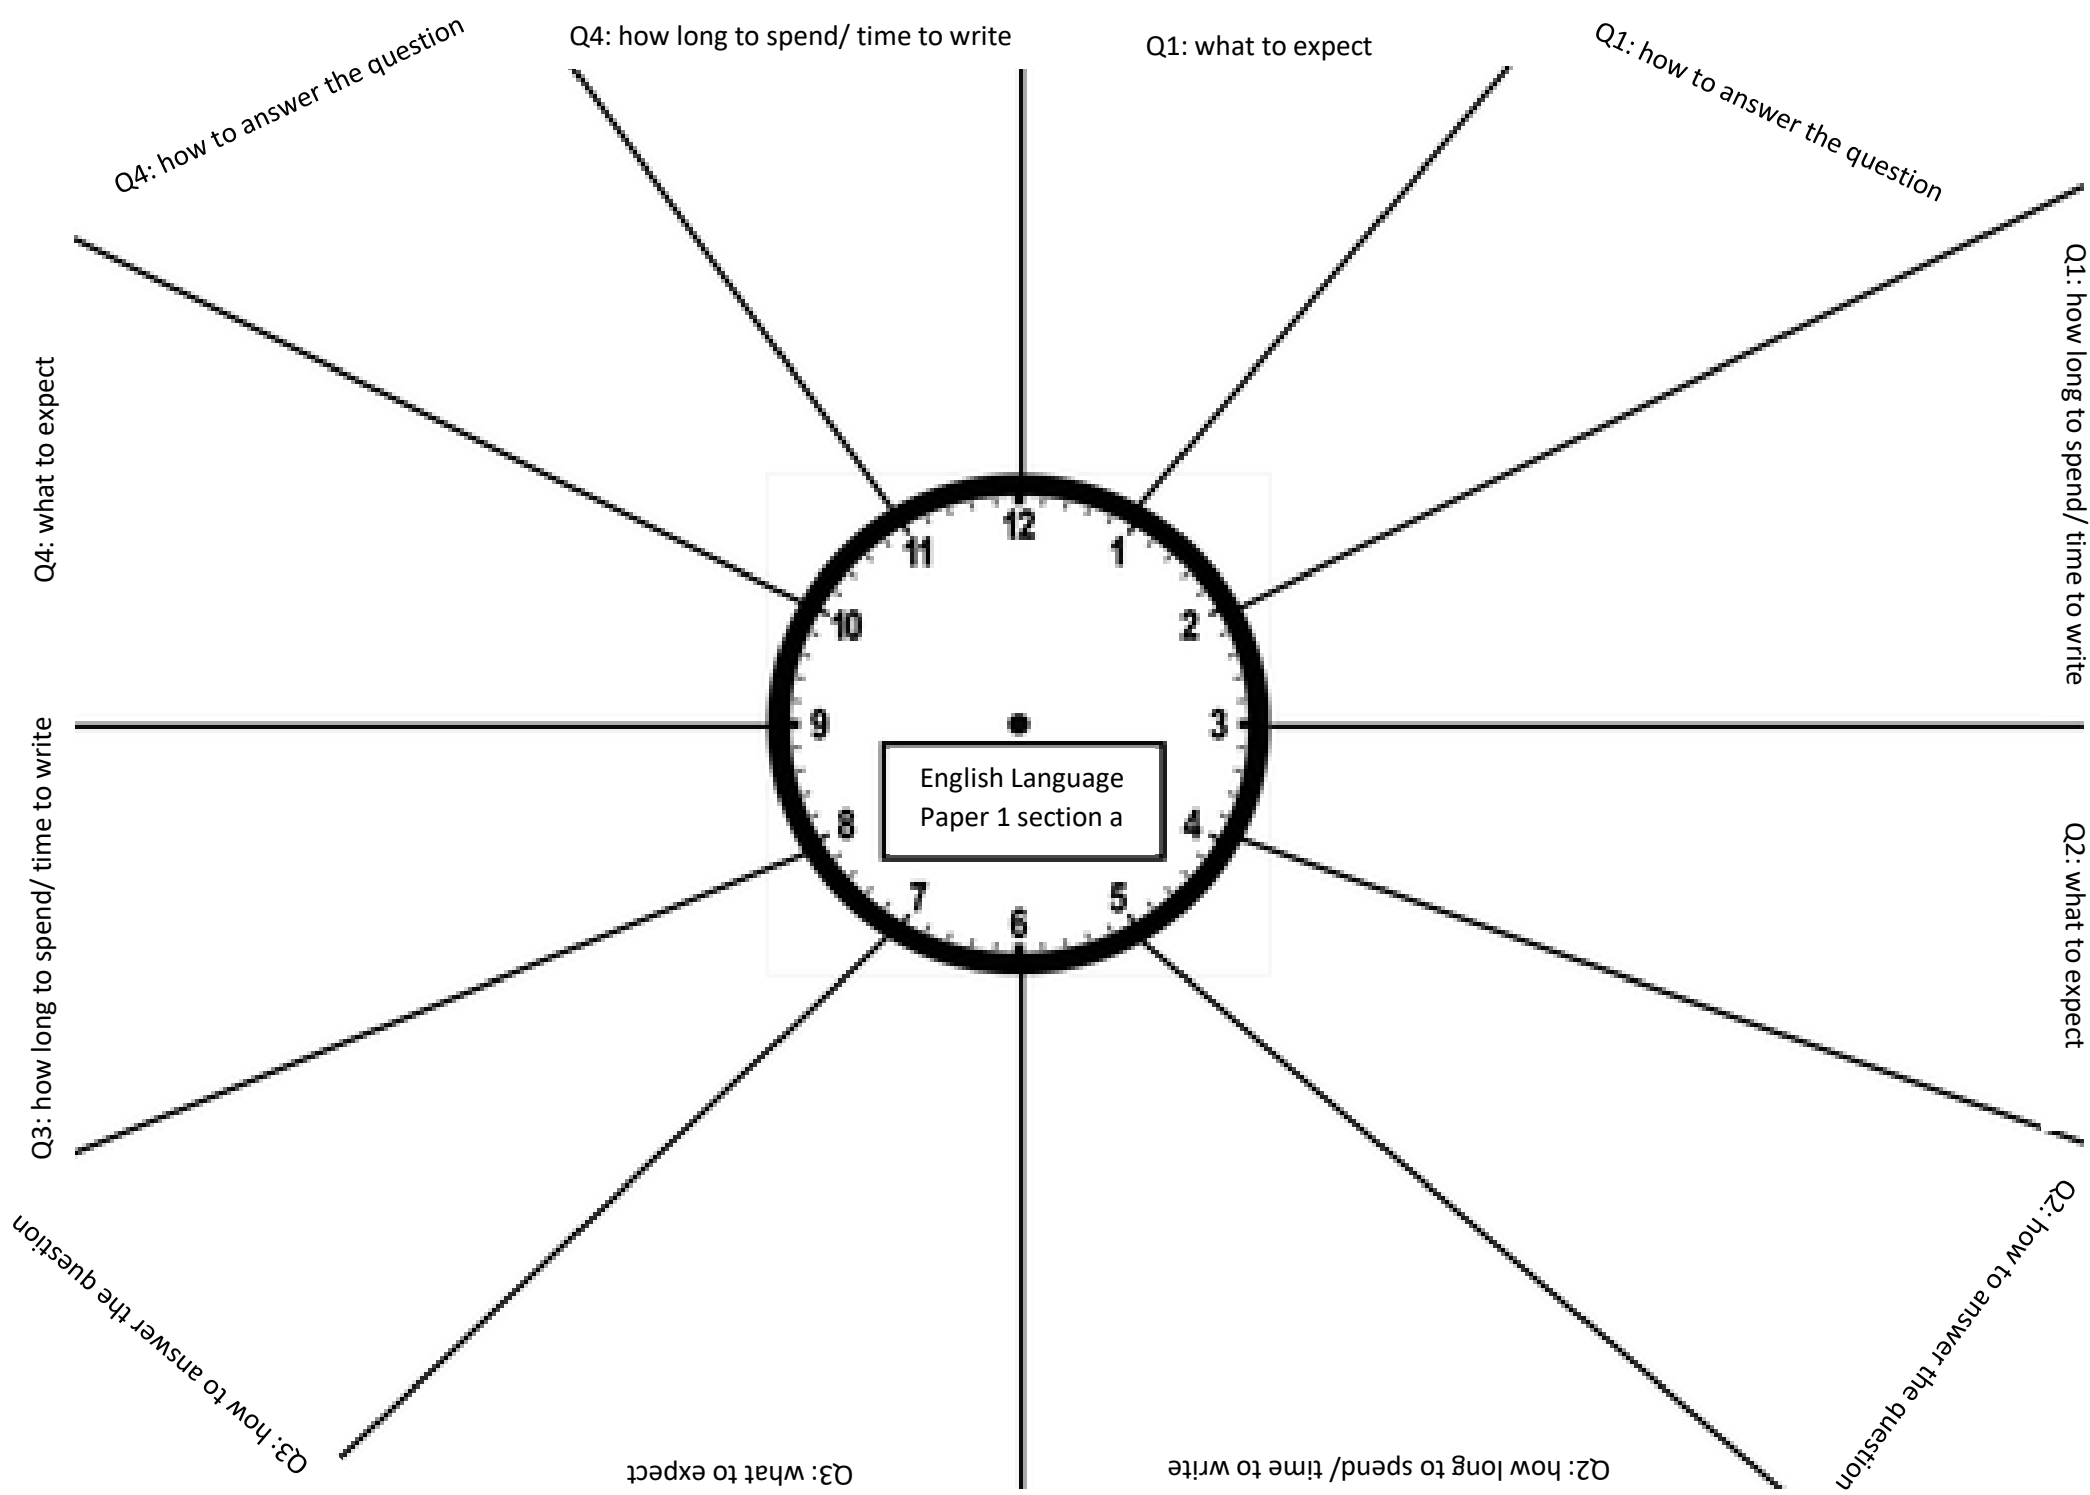 Q4: how long to spend/ time to write
Q1: what to expect
Q1: how to answer the question
Q1: how long to spend/ time to write
Q2: what to expect
Q2: how to answer the question
Q2: how long to spend/ time to write
Q3: what to expect
Q3: how to answer the question
Q3: how long to spend/ time to write
Q4: what to expect
Q4: how to answer the question
12
1
2
3
4
5
6
7
8
9
10
11
English Language
Paper 1 section a